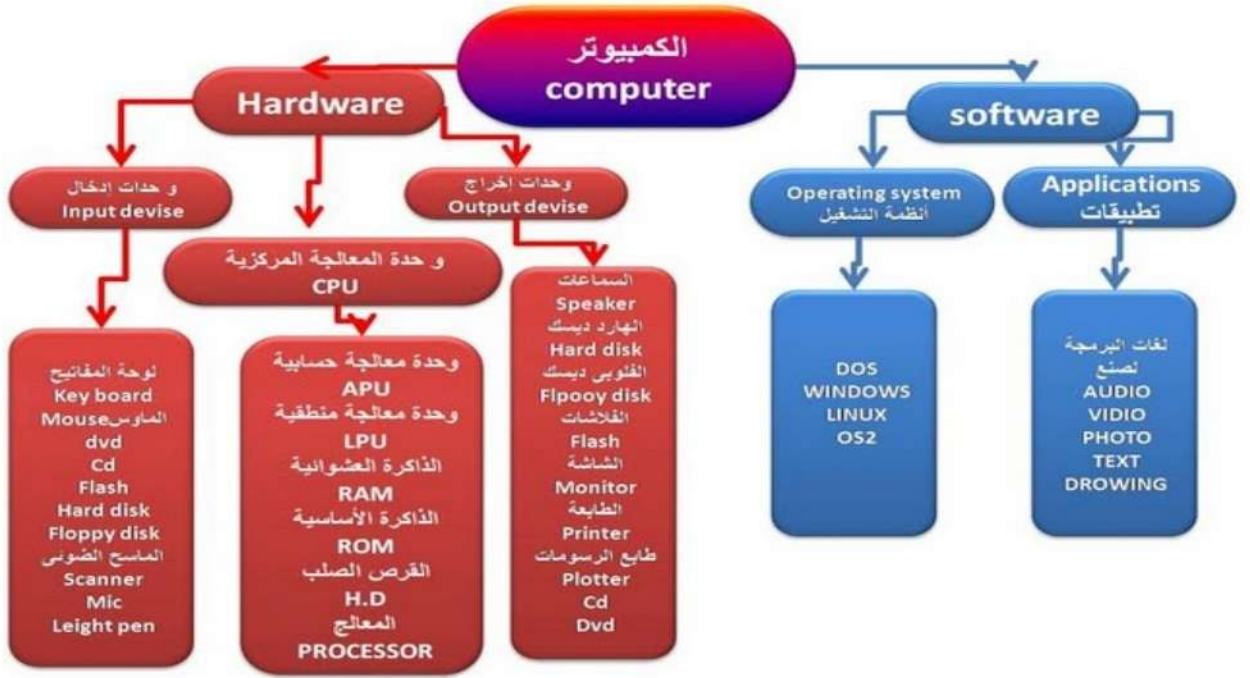 الكمبيوتر
computer
Hardware
software
و حدات ادخال
Input devise
وحدات إخراج
Output devise
Operating system
أنظمة التشغيل
Applications
تطبيقات
و حدة المعالجة المركزية
CPU
لوحة المفاتيح
Key board
الماوسMouse
dvd
Cd
Flash
Hard disk
Floppy disk
الماسح الضوئى
Scanner
Mic
Leight pen
وحدة معالجة حسابية
APU
وحدة معالجة منطقية
LPU
الذاكرة العشوائية
RAM
الذاكرة الأساسية
ROM
القرص الصلب
H.D
المعالج
PROCESSOR
السماعات
Speaker
الهارد ديسك
Hard disk
الفلوبى ديسك
Flpooy disk
الفلاشات
Flash
الشاشة
Monitor
الطابعة
Printer
طابع الرسومات
Plotter
Cd
Dvd
DOS
WINDOWS
LINUX
OS2
لغات البرمجة
لصنع
AUDIO
VIDIO
PHOTO
TEXT
DROWING